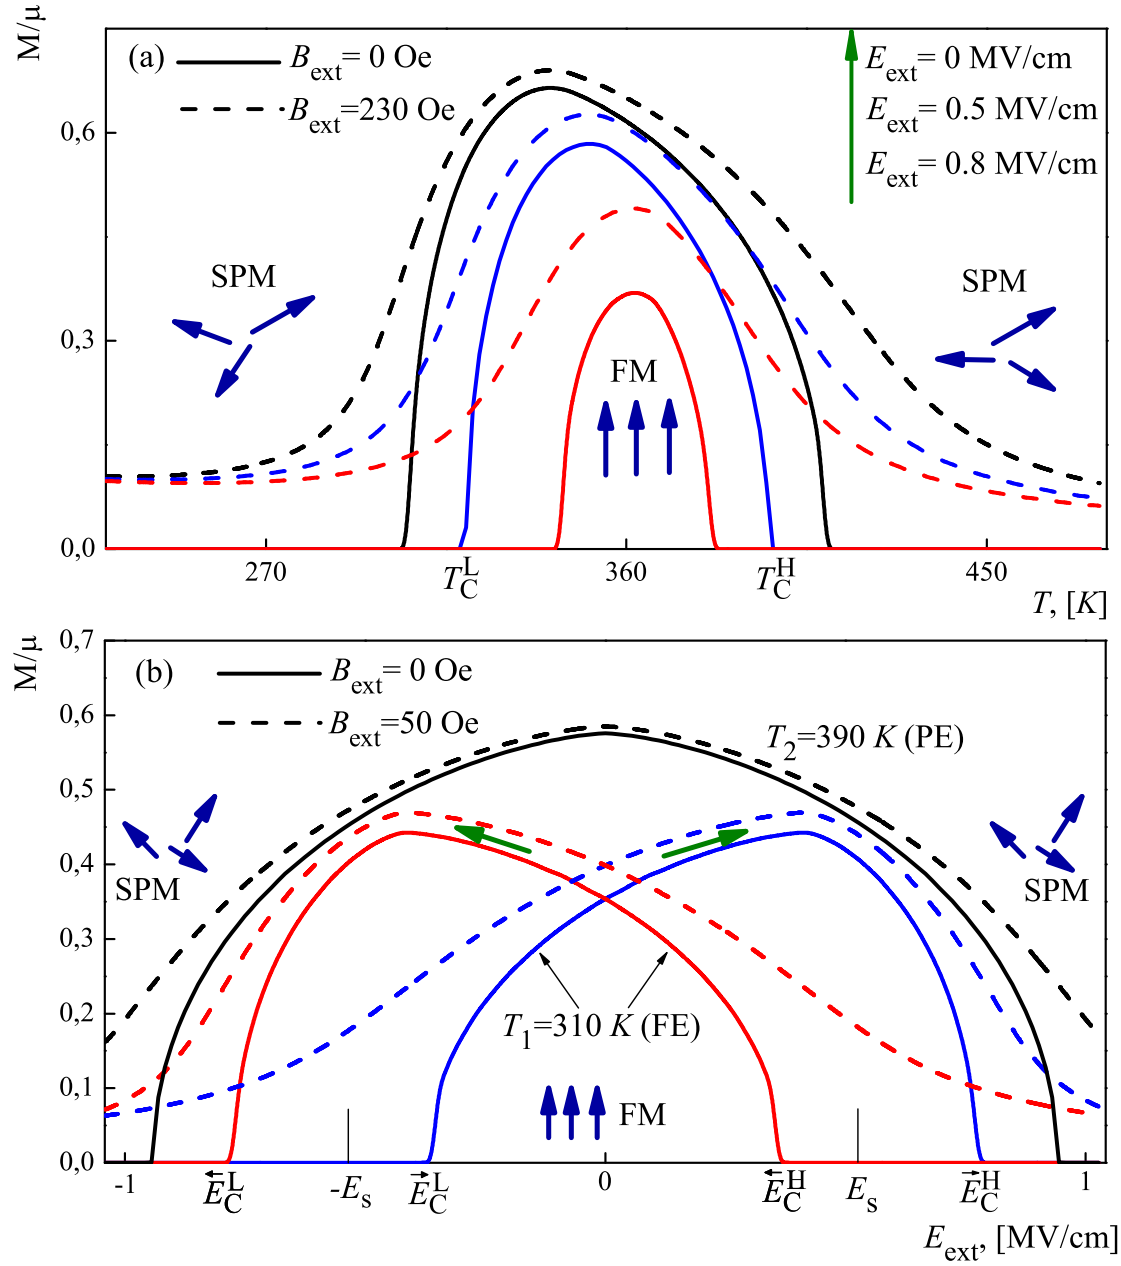 M/μ
(a)
B_ext= 0 Oe
B_ext=230 Oe
E_ext= 0 MV/cm
E_ext= 0.5 MV/cm
E_ext= 0.8 MV/cm
0,6
SPM
SPM
0,3
FM
0,0
270
T_C^L
360
T_C^H
450
T, [K]
M/μ
0,7
(b)
B_ext= 0 Oe
B_ext=50 Oe
0,6
T_2=390 K (PE)
0,5
0,4
SPM
SPM
0,3
T_1=310 K (FE)
0,2
0,1
FM
0,0
-1
E⃖_C^L
-E_s
E⃗_C^L
0
E⃖_C^H
E_s
E⃗_C^H
1
E_ext, [MV/cm]